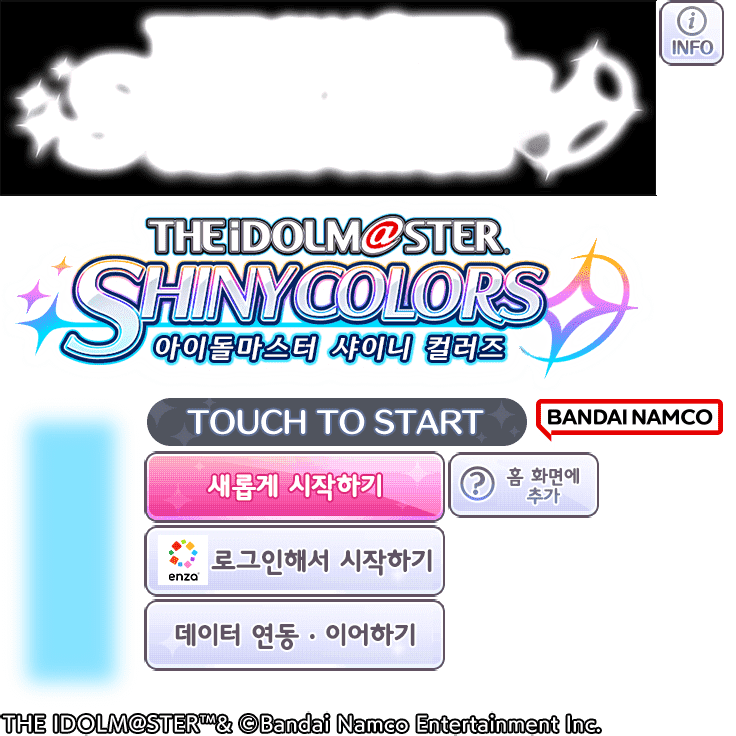 INFO
THE iDOLM@STER
SHINY COLORS
아이돌마스터 샤이니 컬러즈
TOUCH TO START
BANDAI NAMCO
새롭게 시작하기
홈 화면에
추가
enza
로그인해서 시작하기
데이터 연동 · 이어하기
THE IDOLM@STER™& ©Bandai Namco Entertainment Inc.